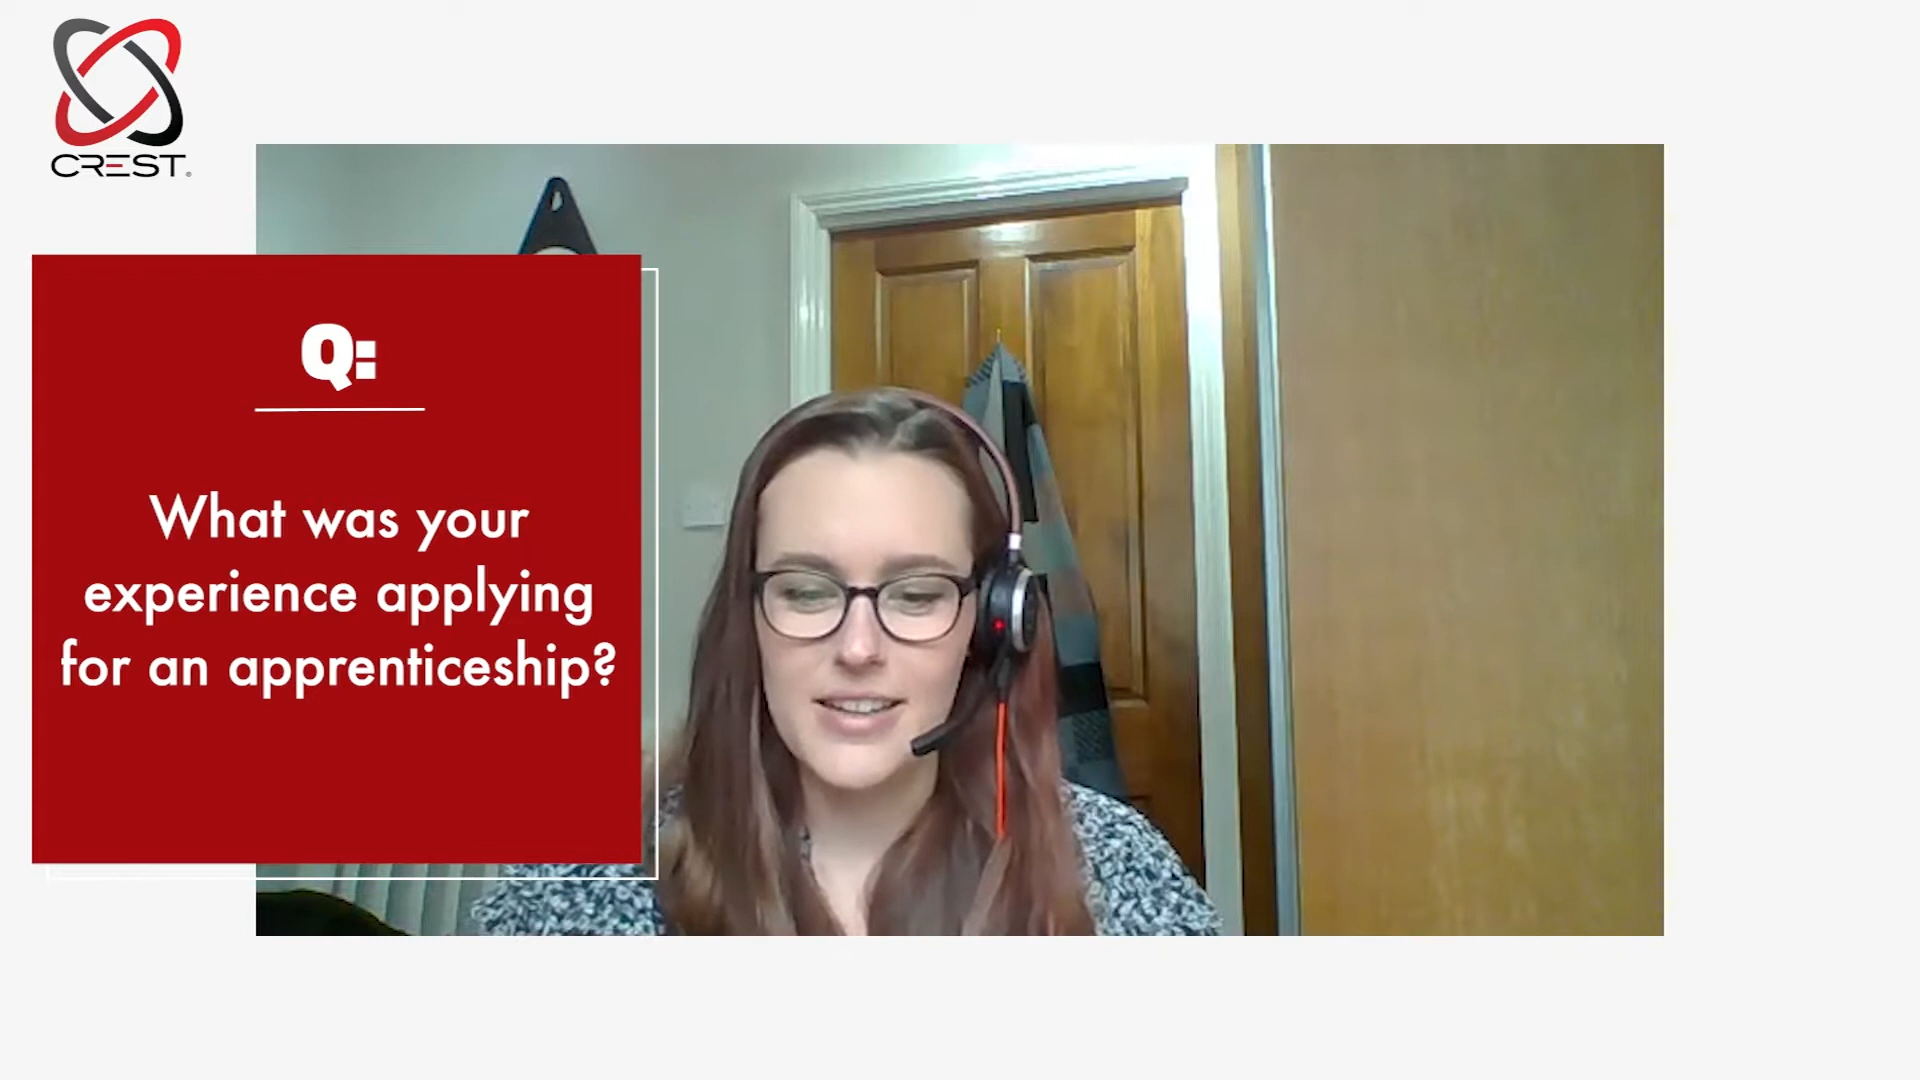 CREST®
Q:
What was your
experience applying
for an apprenticeship?